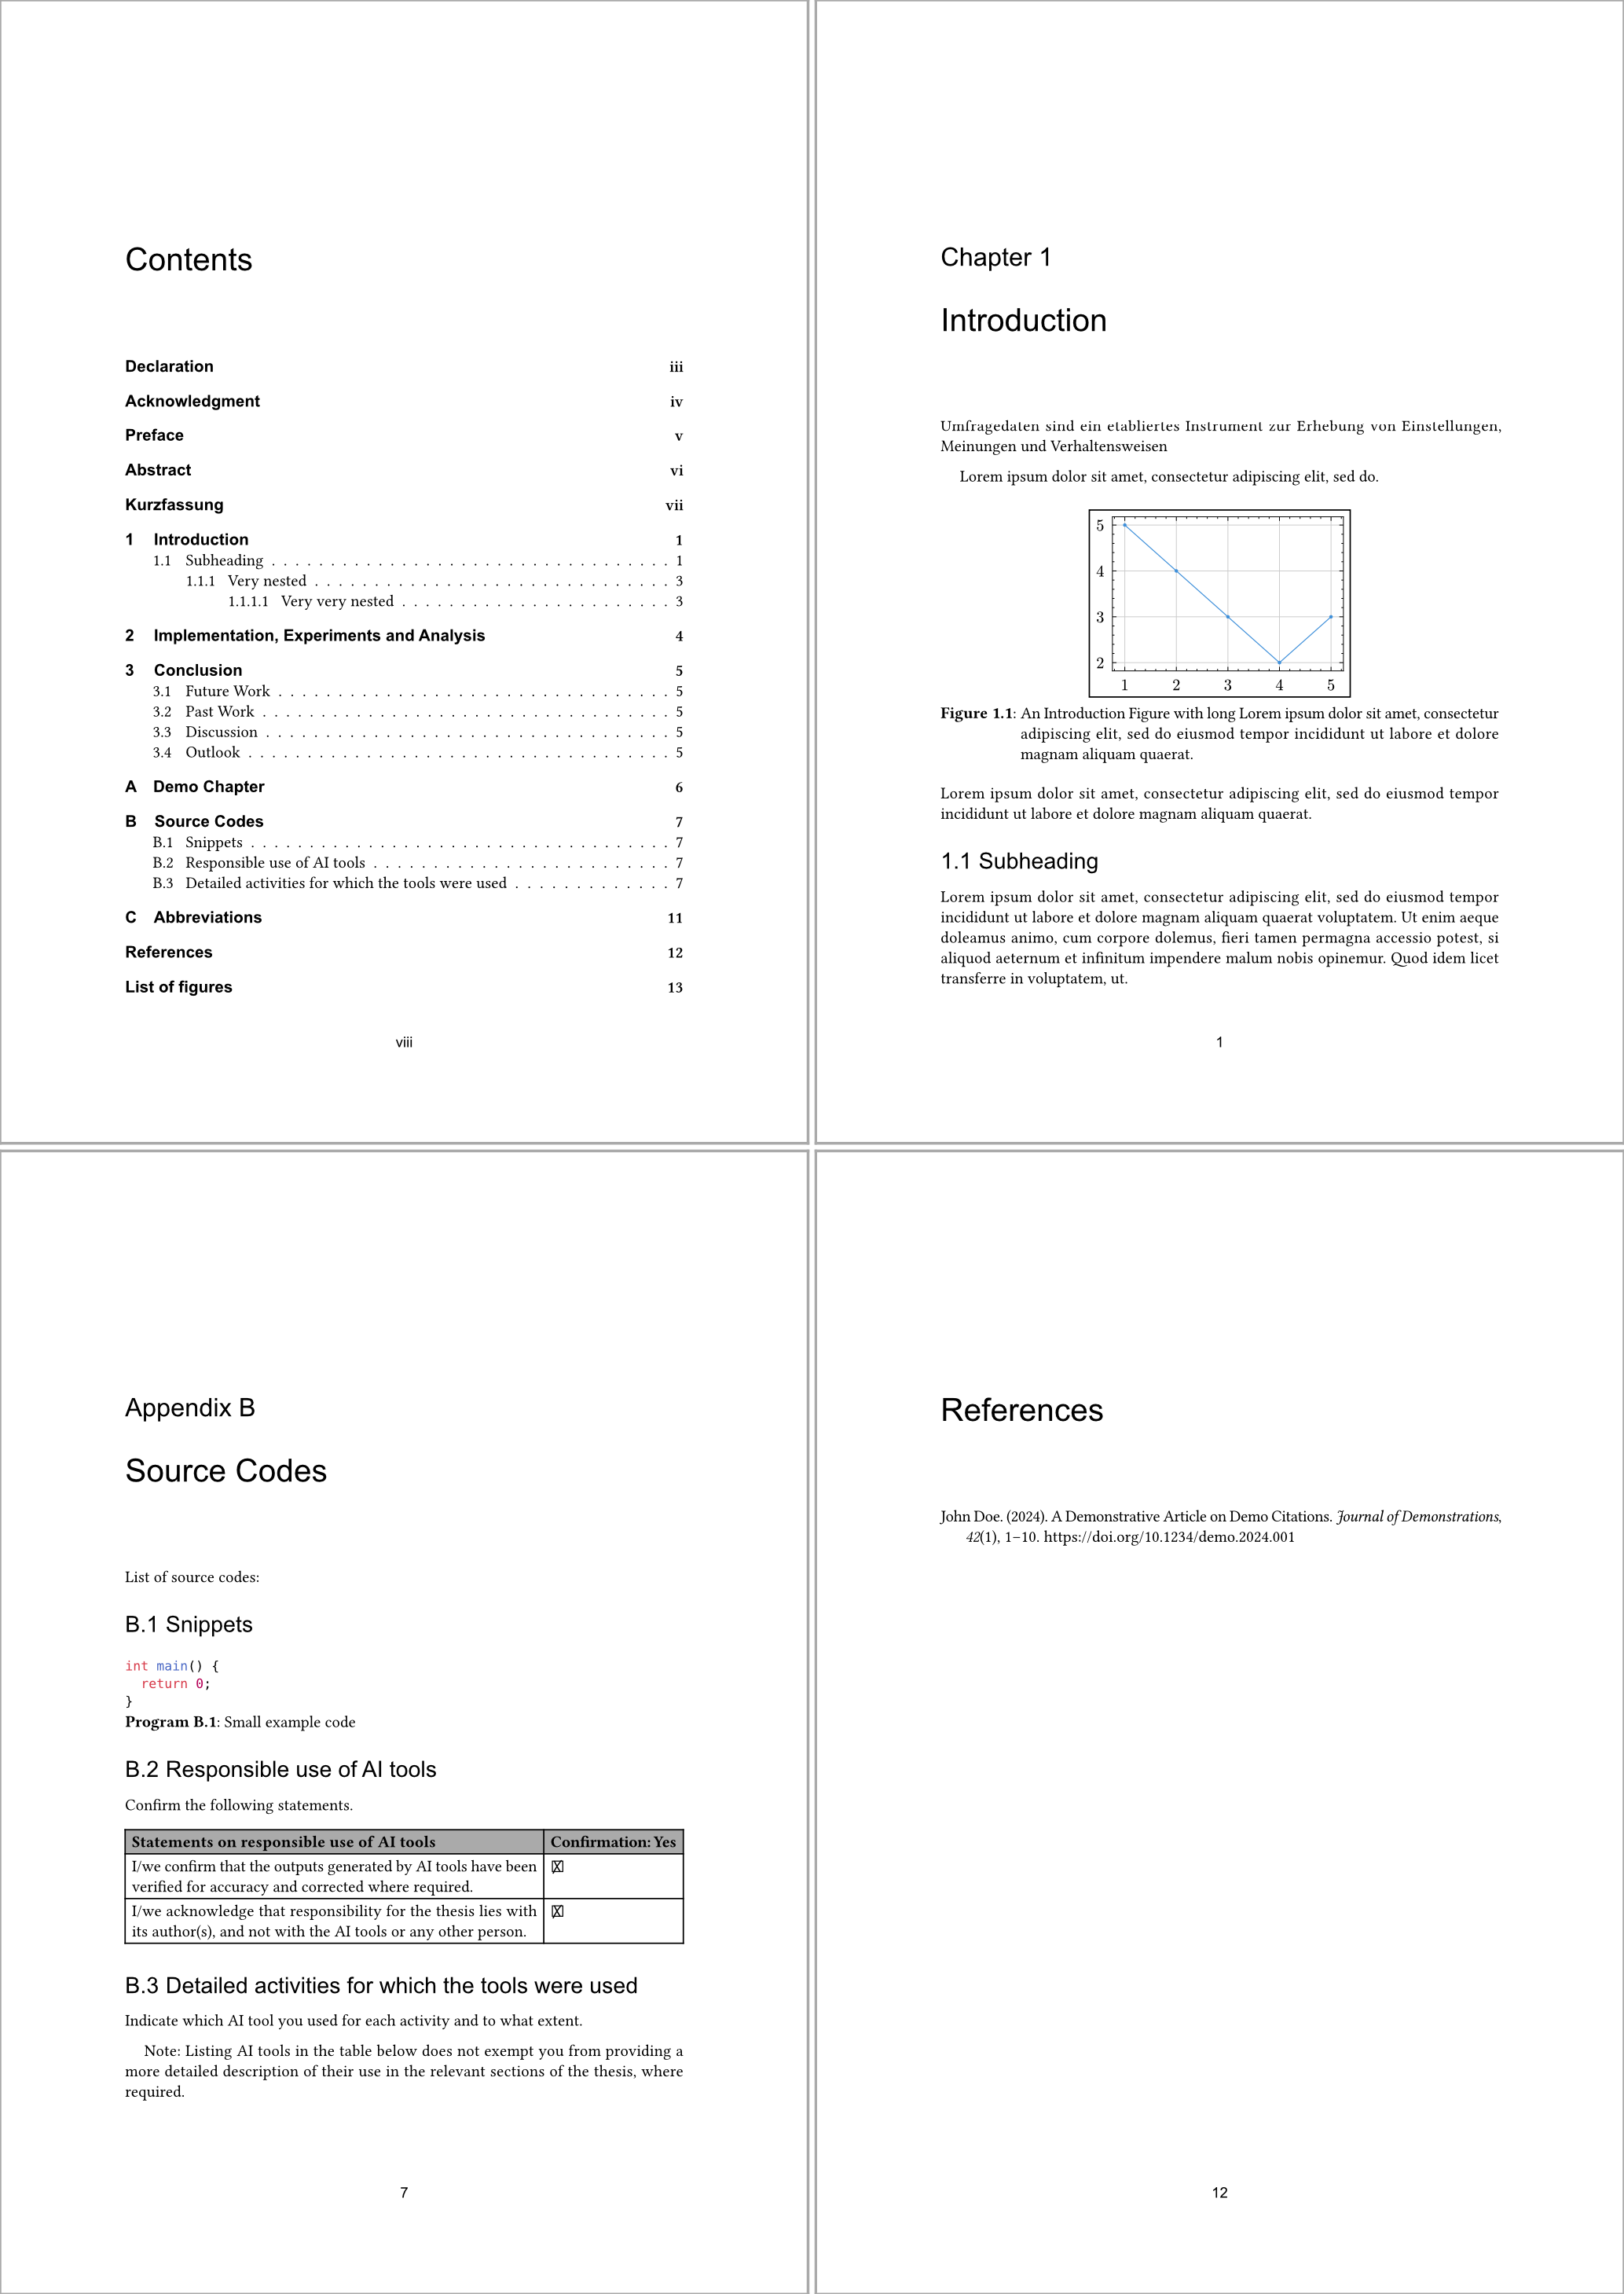 Contents
Declaration iii
Acknowledgment iv
Preface v
Abstract vi
Kurzfassung vii
1 Introduction 1
1.1 Subheading . . . . . . . . . . . . . . . . . . . . . . . . . . . . . . . . . . 1
1.1.1 Very nested . . . . . . . . . . . . . . . . . . . . . . . . . . . . . . 3
1.1.1.1 Very very nested . . . . . . . . . . . . . . . . . . . . . . . 3
2 Implementation, Experiments and Analysis 4
3 Conclusion 5
3.1 Future Work . . . . . . . . . . . . . . . . . . . . . . . . . . . . . . . . . 5
3.2 Past Work . . . . . . . . . . . . . . . . . . . . . . . . . . . . . . . . . . 5
3.3 Discussion . . . . . . . . . . . . . . . . . . . . . . . . . . . . . . . . . . 5
3.4 Outlook . . . . . . . . . . . . . . . . . . . . . . . . . . . . . . . . . . . 5
A Demo Chapter 6
B Source Codes 7
B.1 Snippets . . . . . . . . . . . . . . . . . . . . . . . . . . . . . . . . . . . 7
B.2 Responsible use of AI tools . . . . . . . . . . . . . . . . . . . . . . . . . 7
B.3 Detailed activities for which the tools were used . . . . . . . . . . . . . 7
C Abbreviations 11
References 12
List of figures 13
viii
Chapter 1
Introduction
Umfragedaten sind ein etabliertes Instrument zur Erhebung von Einstellungen,
Meinungen und Verhaltensweisen
Lorem ipsum dolor sit amet, consectetur adipiscing elit, sed do.
5
4
3
2
1 2 3 4 5
Figure 1.1: An Introduction Figure with long Lorem ipsum dolor sit amet, consectetur
adipiscing elit, sed do eiusmod tempor incididunt ut labore et dolore
magnam aliquam quaerat.
Lorem ipsum dolor sit amet, consectetur adipiscing elit, sed do eiusmod tempor
incididunt ut labore et dolore magnam aliquam quaerat.
1.1 Subheading
Lorem ipsum dolor sit amet, consectetur adipiscing elit, sed do eiusmod tempor
incididunt ut labore et dolore magnam aliquam quaerat voluptatem. Ut enim aeque
doleamus animo, cum corpore dolemus, fieri tamen permagna accessio potest, si
aliquod aeternum et infinitum impendere malum nobis opinemur. Quod idem licet
transferre in voluptatem, ut.
1
Appendix B
Source Codes
List of source codes:
B.1 Snippets
int main() {
  return 0;
}
Program B.1: Small example code
B.2 Responsible use of AI tools
Confirm the following statements.
Statements on responsible use of AI tools Confirmation: Yes
I/we confirm that the outputs generated by AI tools have been ☒
verified for accuracy and corrected where required.
I/we acknowledge that responsibility for the thesis lies with ☒
its author(s), and not with the AI tools or any other person.
B.3 Detailed activities for which the tools were used
Indicate which AI tool you used for each activity and to what extent.
Note: Listing AI tools in the table below does not exempt you from providing a
more detailed description of their use in the relevant sections of the thesis, where
required.
7
References
John Doe. (2024). A Demonstrative Article on Demo Citations. Journal of Demonstrations,
42(1), 1–10. https://doi.org/10.1234/demo.2024.001
12